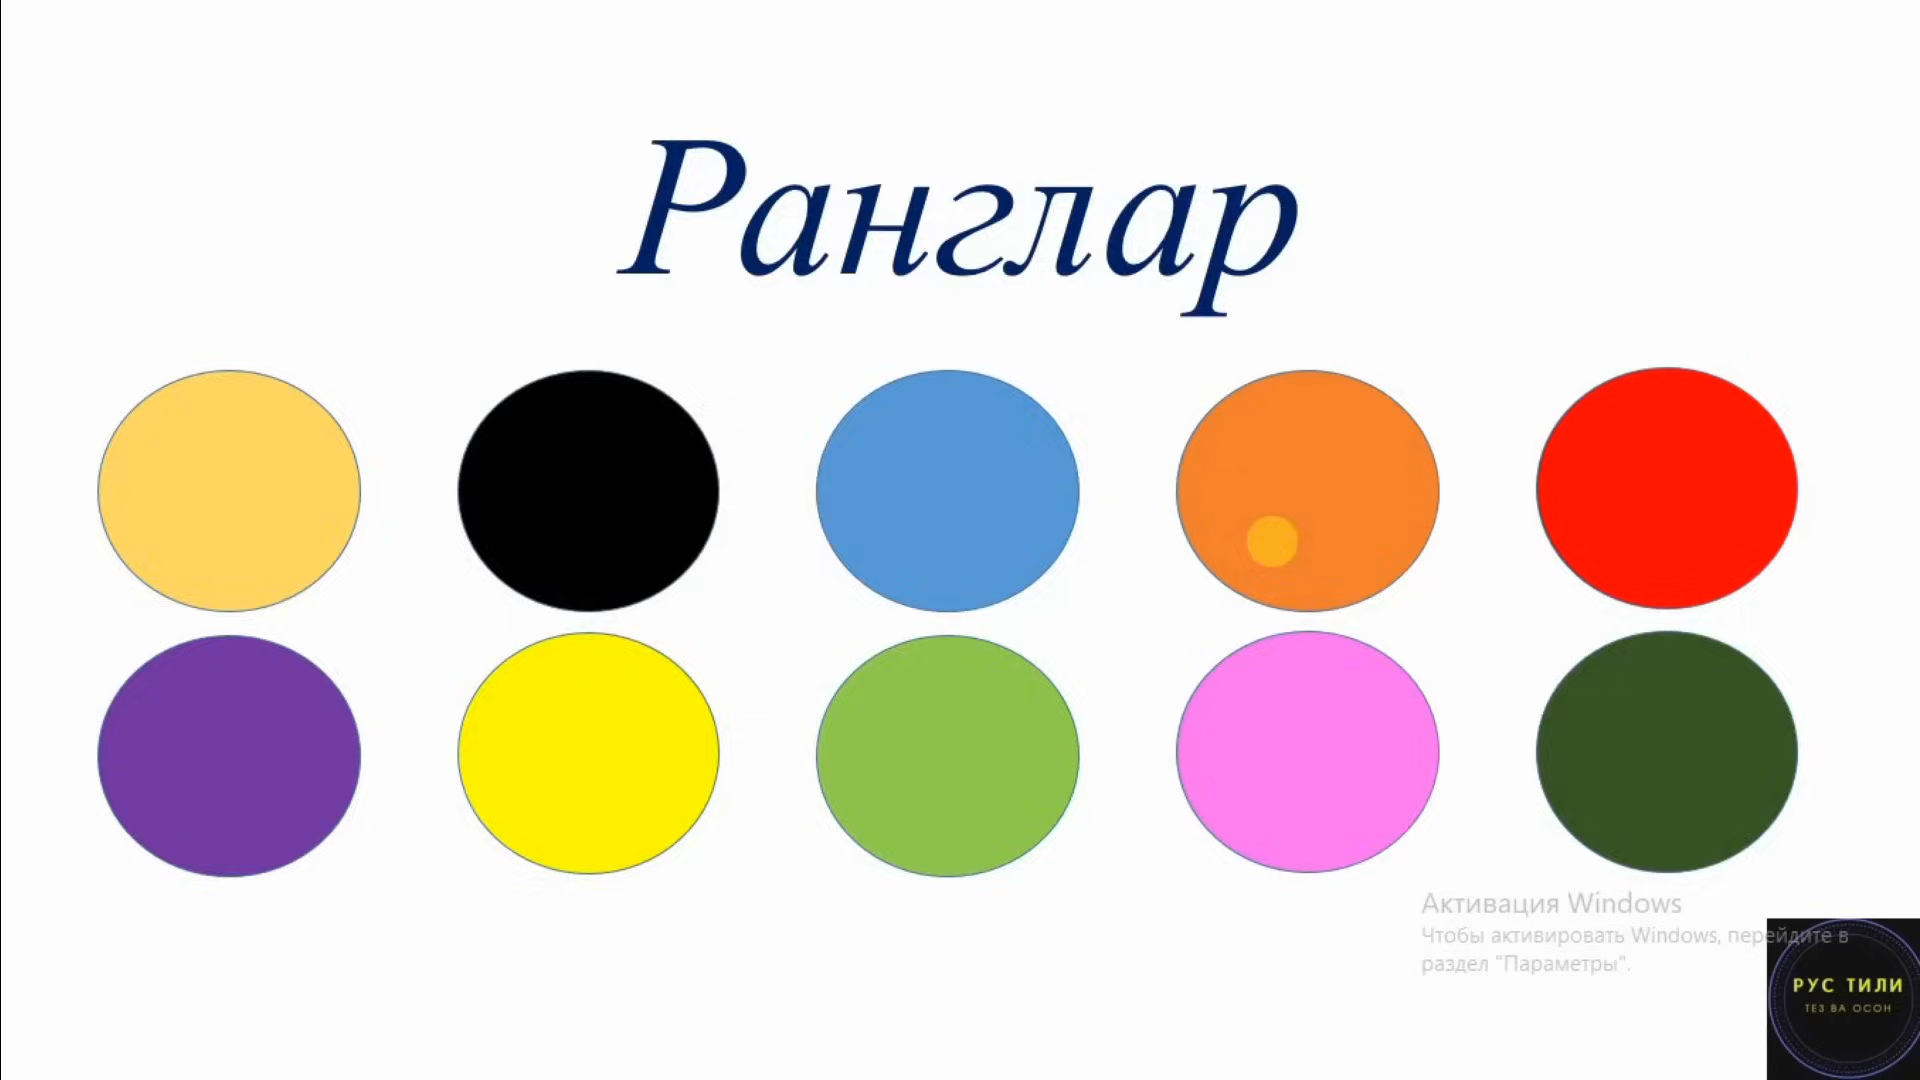 Ранглар
Активация Windows
Чтобы активировать Windows, перейдите в
раздел "Параметры".
РУС ТИЛИ
ТЕЗ ВА ОСОН